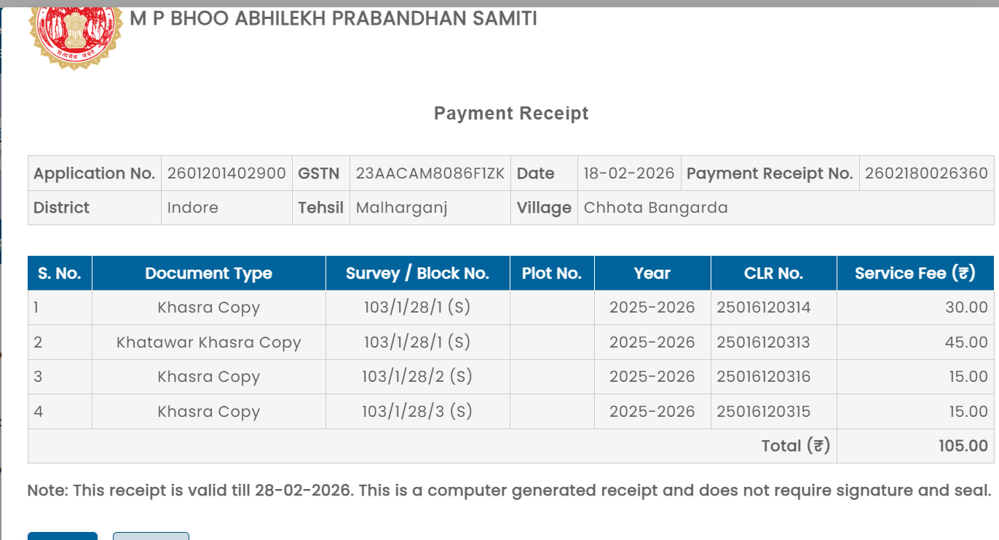 M P BHOO ABHILEKH PRABANDHAN SAMITI
सत्यमेव जयते
Payment Receipt
Application No. 2601201402900 GSTN 23AACAM8086F1ZK Date 18-02-2026 Payment Receipt No. 2602180026360
District Indore Tehsil Malharganj Village Chhota Bangarda
S. No. Document Type Survey / Block No. Plot No. Year CLR No. Service Fee (₹)
1 Khasra Copy 103/1/28/1 (S) 2025-2026 25016120314 30.00
2 Khatawar Khasra Copy 103/1/28/1 (S) 2025-2026 25016120313 45.00
3 Khasra Copy 103/1/28/2 (S) 2025-2026 25016120316 15.00
4 Khasra Copy 103/1/28/3 (S) 2025-2026 25016120315 15.00
Total (₹) 105.00
Note: This receipt is valid till 28-02-2026. This is a computer generated receipt and does not require signature and seal.